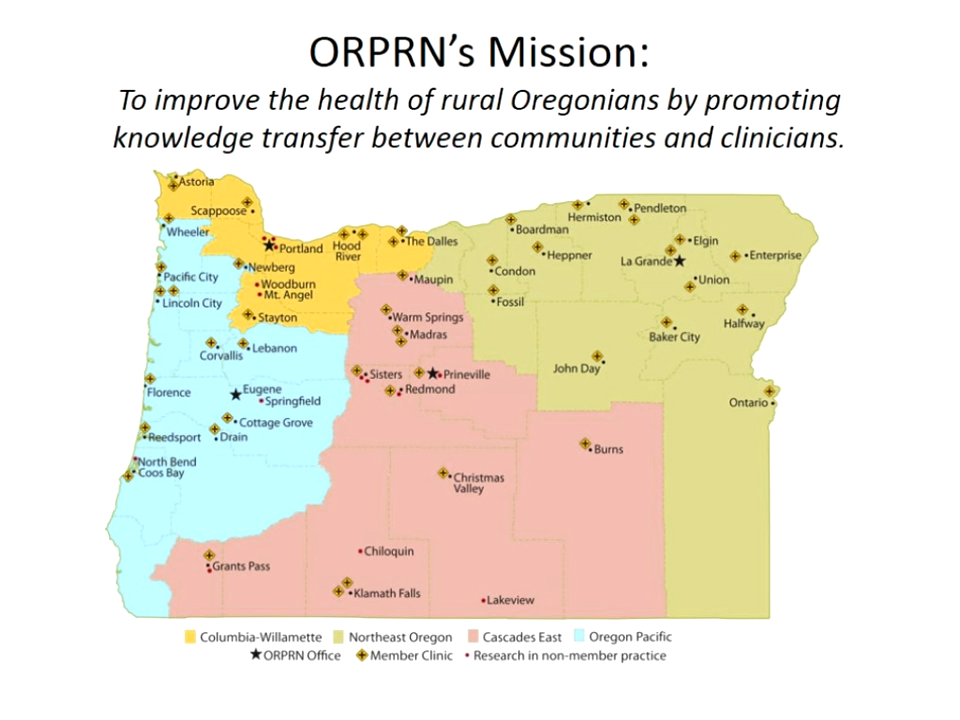 ORPRN's Mission:
To improve the health of rural Oregonians by promoting
knowledge transfer between communities and clinicians.
Astoria
Scappoose
Wheeler
Portland
Hood
River
The Dalles
Boardman
Hermiston
Pendleton
Elgin
La Grande
Enterprise
Heppner
Condon
Union
Newberg
Pacific City
Woodburn
Mt. Angel
Maupin
Lincoln City
Fossil
Stayton
Warm Springs
Halfway
Madras
Baker City
Corvallis
Lebanon
John Day
Sisters
Prineville
Redmond
Florence
Eugene
Springfield
Ontario
Cottage Grove
Reedsport
Drain
Burns
North Bend
Coos Bay
Christmas
Valley
Chiloquin
Grants Pass
Klamath Falls
Lakeview
Columbia-Willamette Northeast Oregon Cascades East Oregon Pacific
ORPRN Office Member Clinic Research in non-member practice